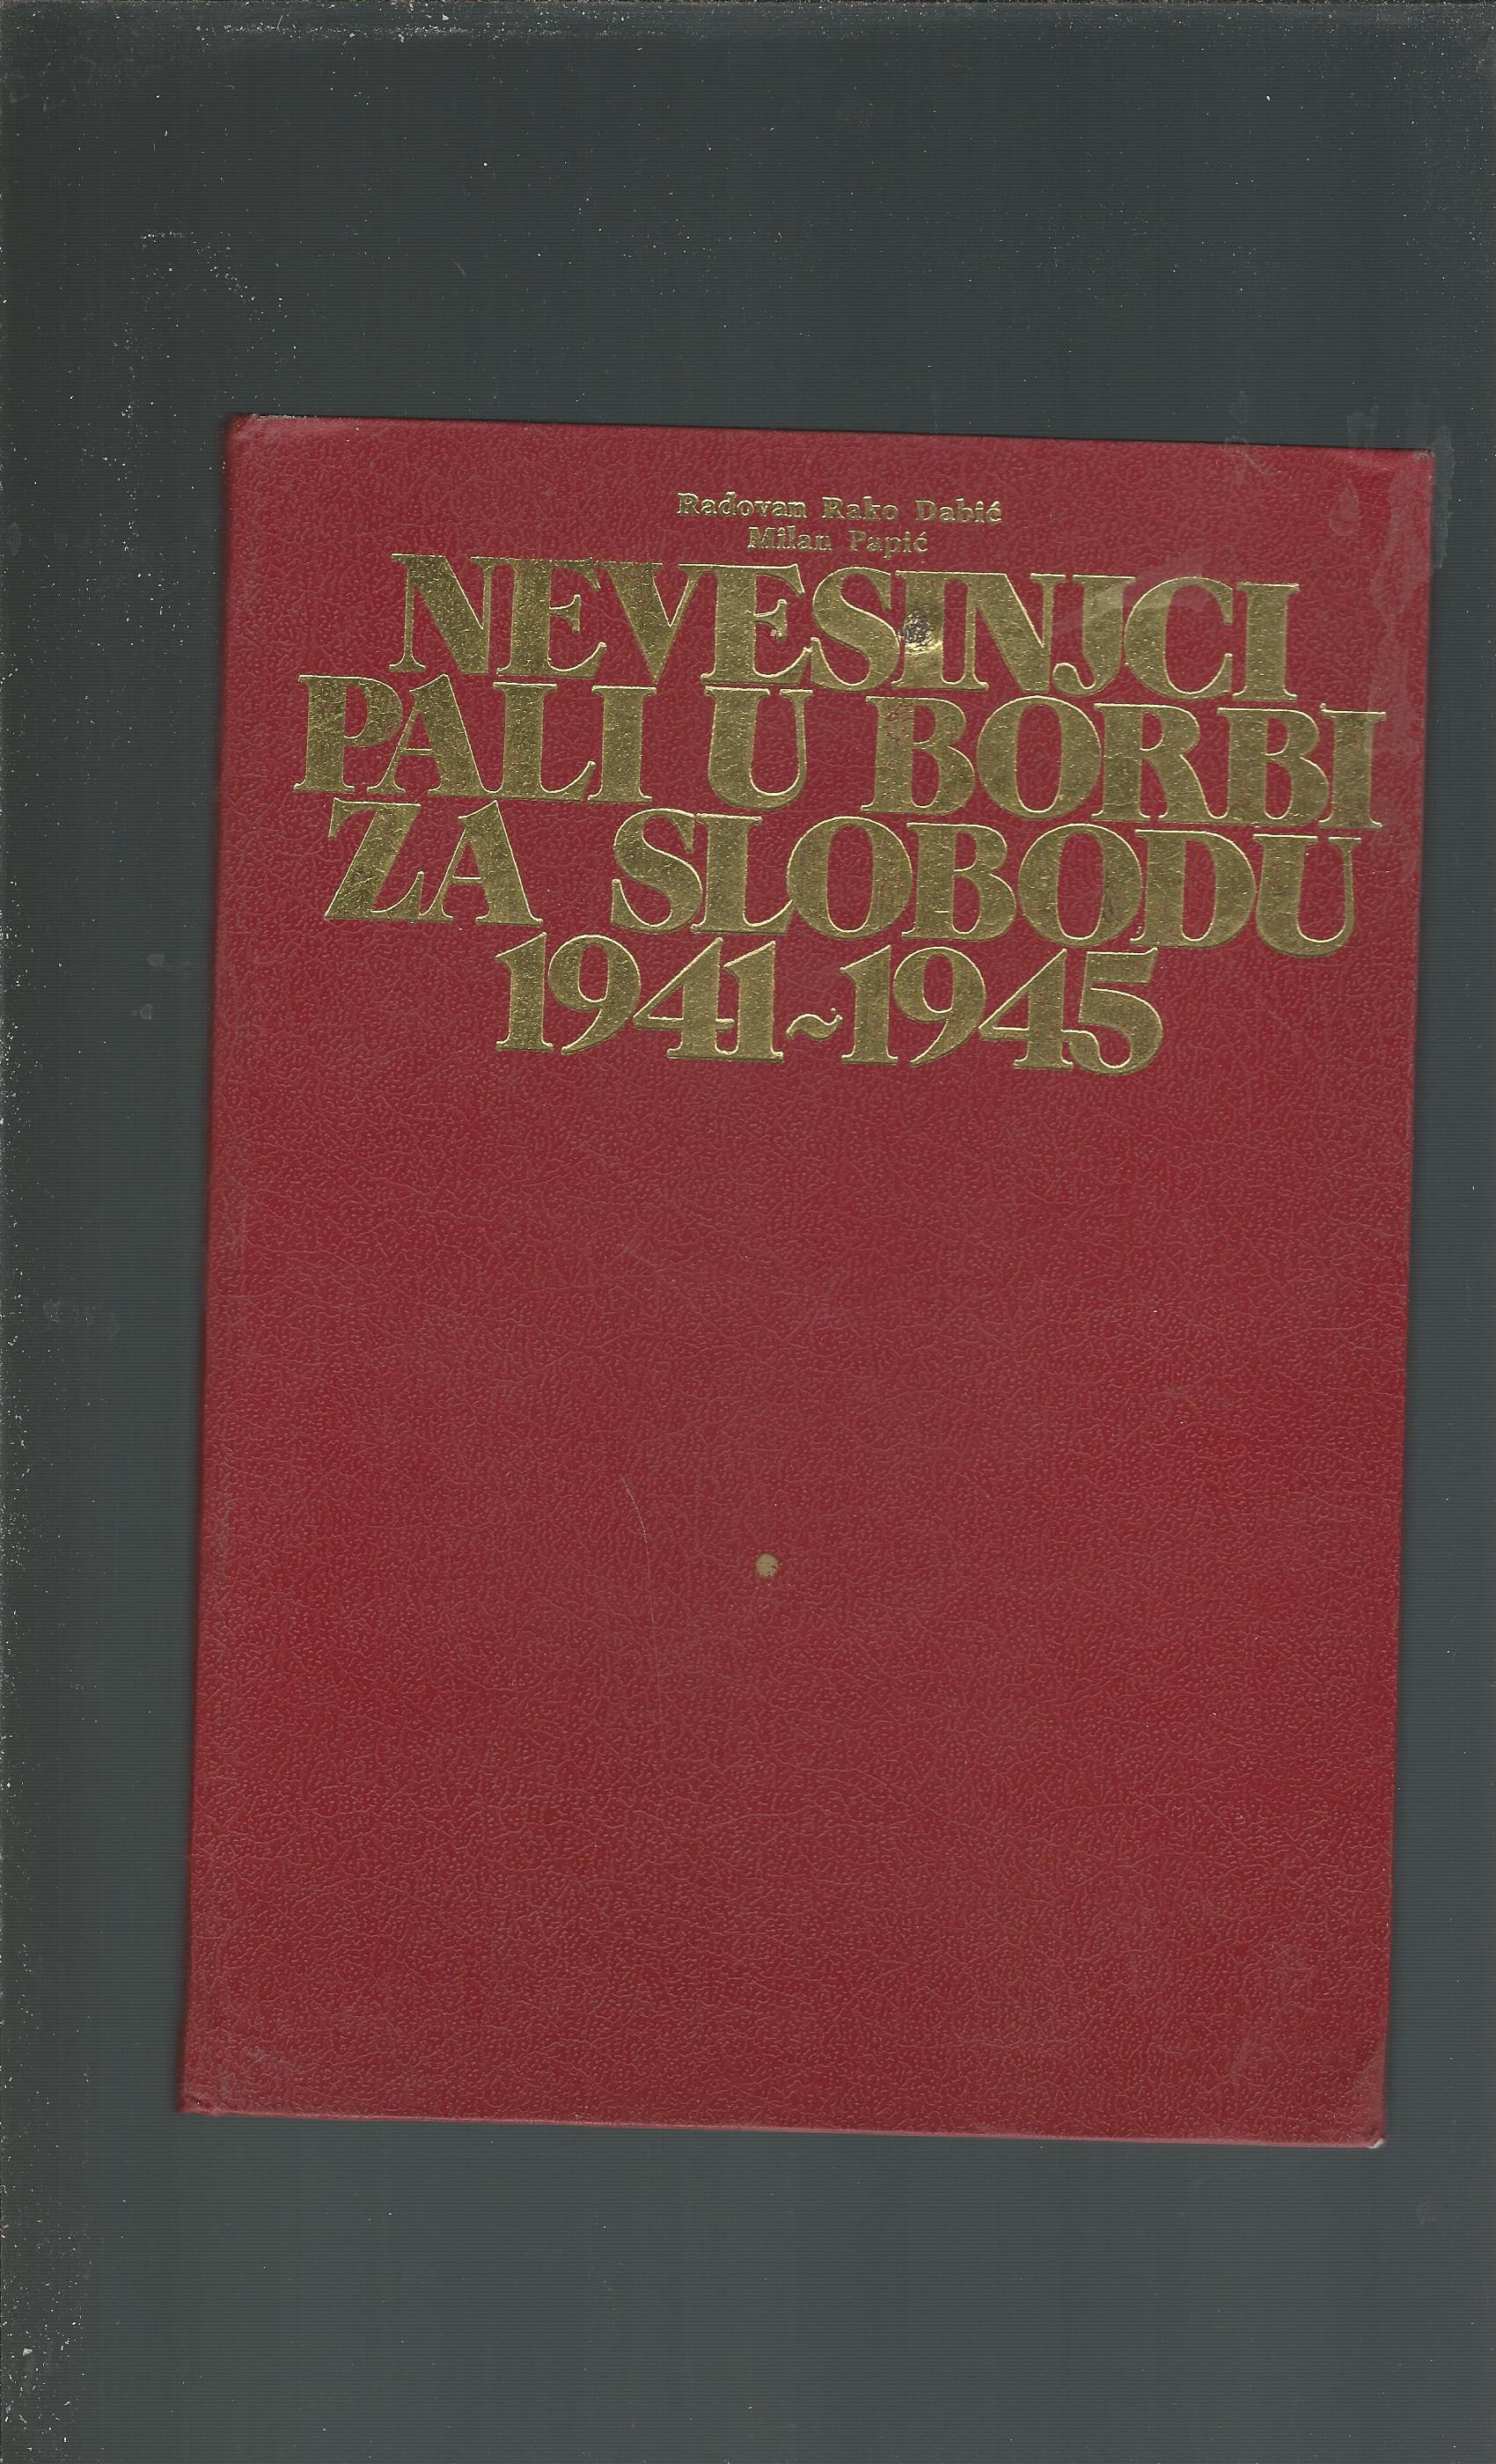 Radovan Rako Dabić
Milan Papić
NEVESINJCI
PALI U BORBI
ZA SLOBODU
1941~1945